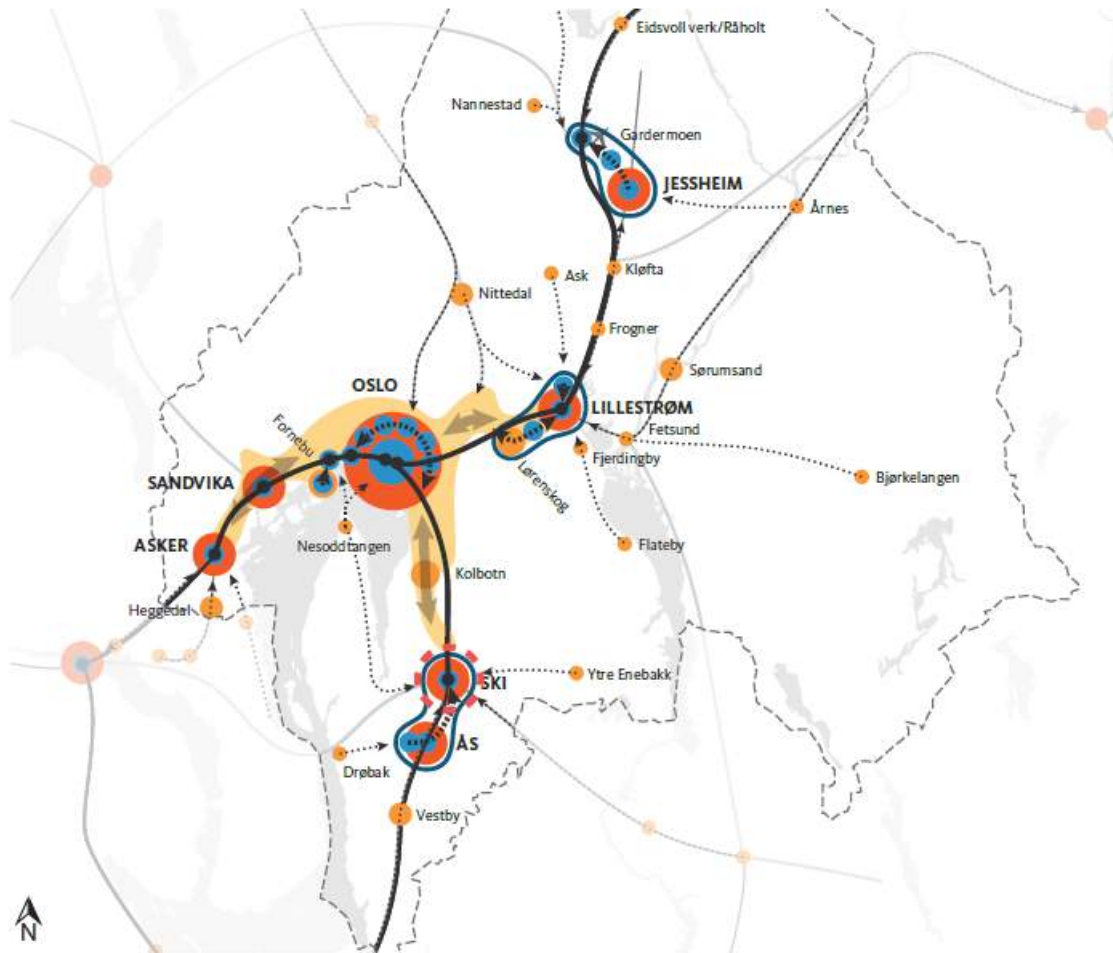 Eidsvoll verk/Råholt
Nannestad
Gardermoen
JESSHEIM
Årnes
Kløfta
Ask
Nittedal
Frogner
Sørumsand
OSLO
LILLESTRØM
Fetsund
Fornebu
Fjerdingby
Lørenskog
Bjørkelangen
SANDVIKA
Nesoddtangen
Flateby
ASKER
Kolbotn
Heggedal
Ytre Enebakk
SKI
ÅS
Drøbak
Vestby
N